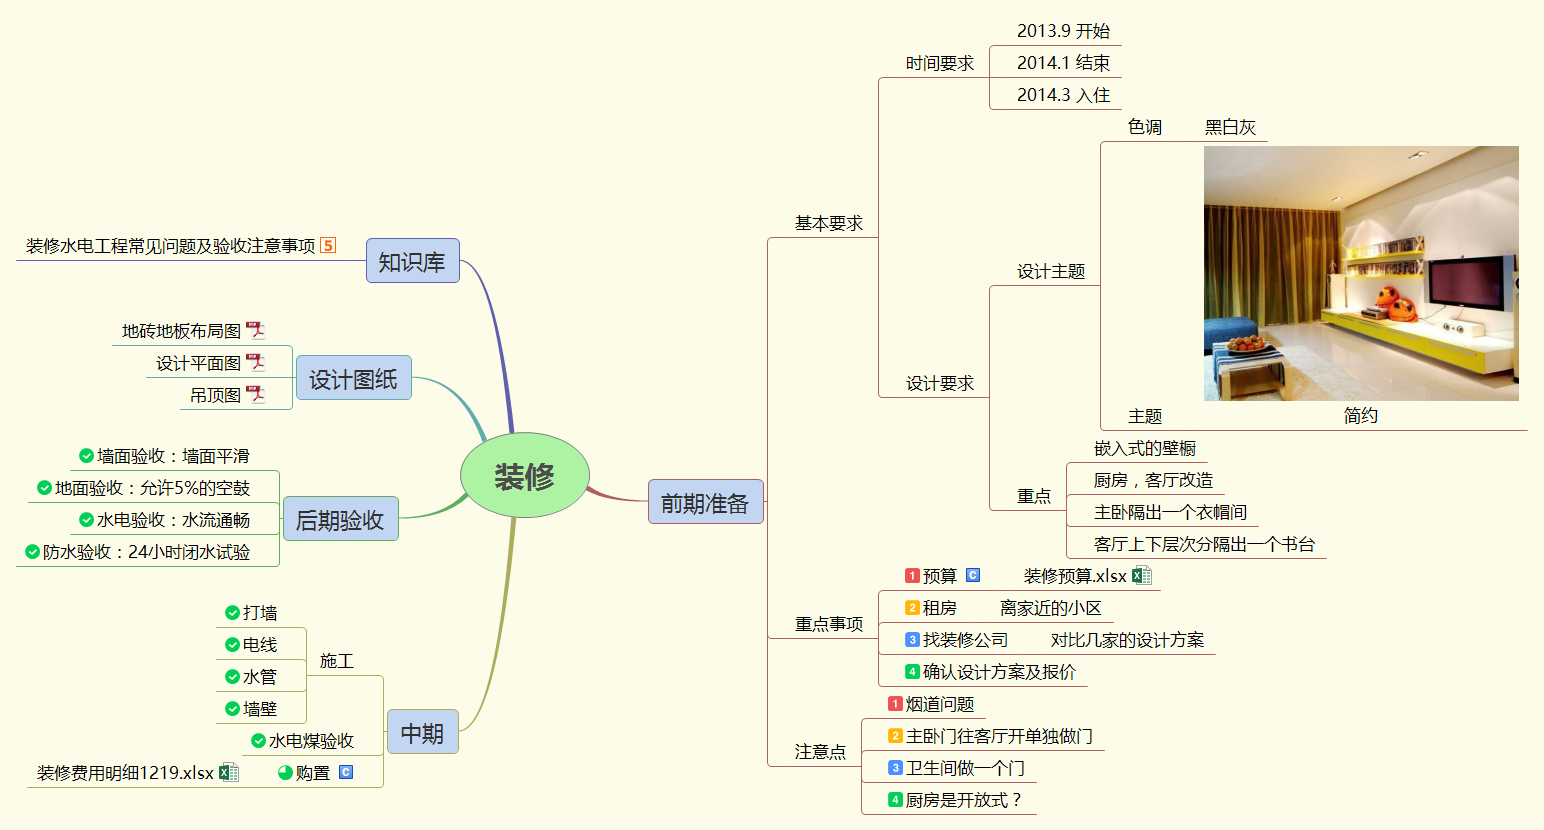 装修
前期准备
基本要求
时间要求
2013.9 开始
2014.1 结束
2014.3 入住
设计要求
设计主题
色调 黑白灰
主题 简约
重点
嵌入式的壁橱
厨房，客厅改造
主卧隔出一个衣帽间
客厅上下层次分隔出一个书台
重点事项
1 预算 C 装修预算.xlsx
2 租房 离家近的小区
3 找装修公司 对比几家的设计方案
4 确认设计方案及报价
注意点
1 烟道问题
2 主卧门往客厅开单独做门
3 卫生间做一个门
4 厨房是开放式？
知识库
装修水电工程常见问题及验收注意事项 5
设计图纸
地砖地板布局图
设计平面图
吊顶图
后期验收
墙面验收：墙面平滑
地面验收：允许5%的空鼓
水电验收：水流通畅
防水验收：24小时闭水试验
中期
施工
打墙
电线
水管
墙壁
水电煤验收
购置 C
装修费用明细1219.xlsx